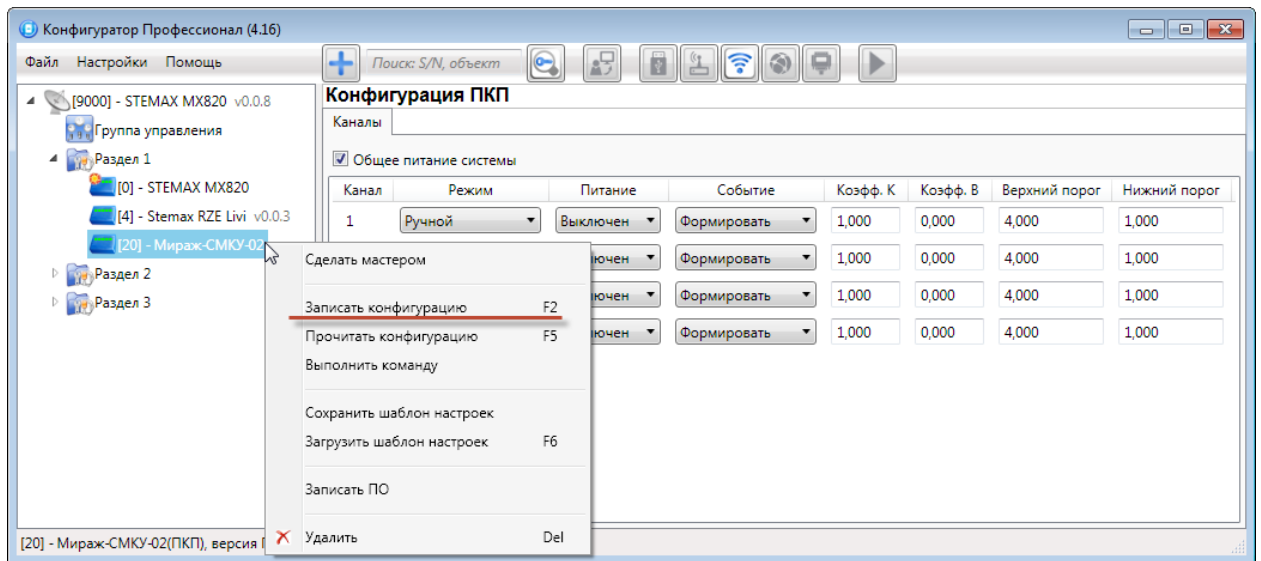 Конфигуратор Профессионал (4.16)
Файл Настройки Помощь Поиск: S/N, объект
[9000] - STEMAX MX820 v0.0.8
Группа управления
Раздел 1
[0] - STEMAX MX820
[4] - Stemax RZE Livi v0.0.3
[20] - Мираж-СМКУ-02
Раздел 2
Раздел 3
Конфигурация ПКП
Каналы
Общее питание системы
Канал Режим Питание Событие Коэфф. К Коэфф. В Верхний порог Нижний порог
1 Ручной Выключен Формировать 1,000 0,000 4,000 1,000
ючен Формировать 1,000 0,000 4,000 1,000
ючен Формировать 1,000 0,000 4,000 1,000
ючен Формировать 1,000 0,000 4,000 1,000
Сделать мастером
Записать конфигурацию F2
Прочитать конфигурацию F5
Выполнить команду
Сохранить шаблон настроек
Загрузить шаблон настроек F6
Записать ПО
Удалить Del
[20] - Мираж-СМКУ-02(ПКП), версия